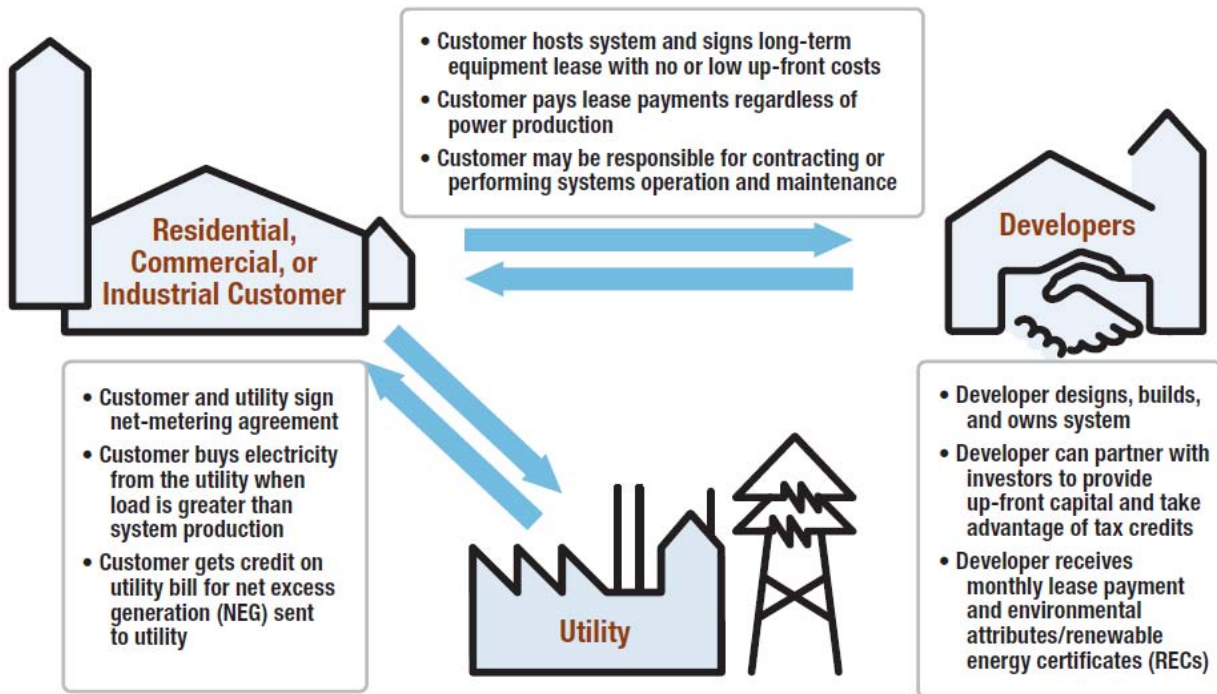 • Customer hosts system and signs long-term
equipment lease with no or low up-front costs
• Customer pays lease payments regardless of
power production
• Customer may be responsible for contracting or
performing systems operation and maintenance
Residential,
Commercial, or
Industrial Customer
Developers
• Customer and utility sign
net-metering agreement
• Customer buys electricity
from the utility when
load is greater than
system production
• Customer gets credit on
utility bill for net excess
generation (NEG) sent
to utility
Utility
• Developer designs, builds,
and owns system
• Developer can partner with
investors to provide
up-front capital and take
advantage of tax credits
• Developer receives
monthly lease payment
and environmental
attributes/renewable
energy certificates (RECs)